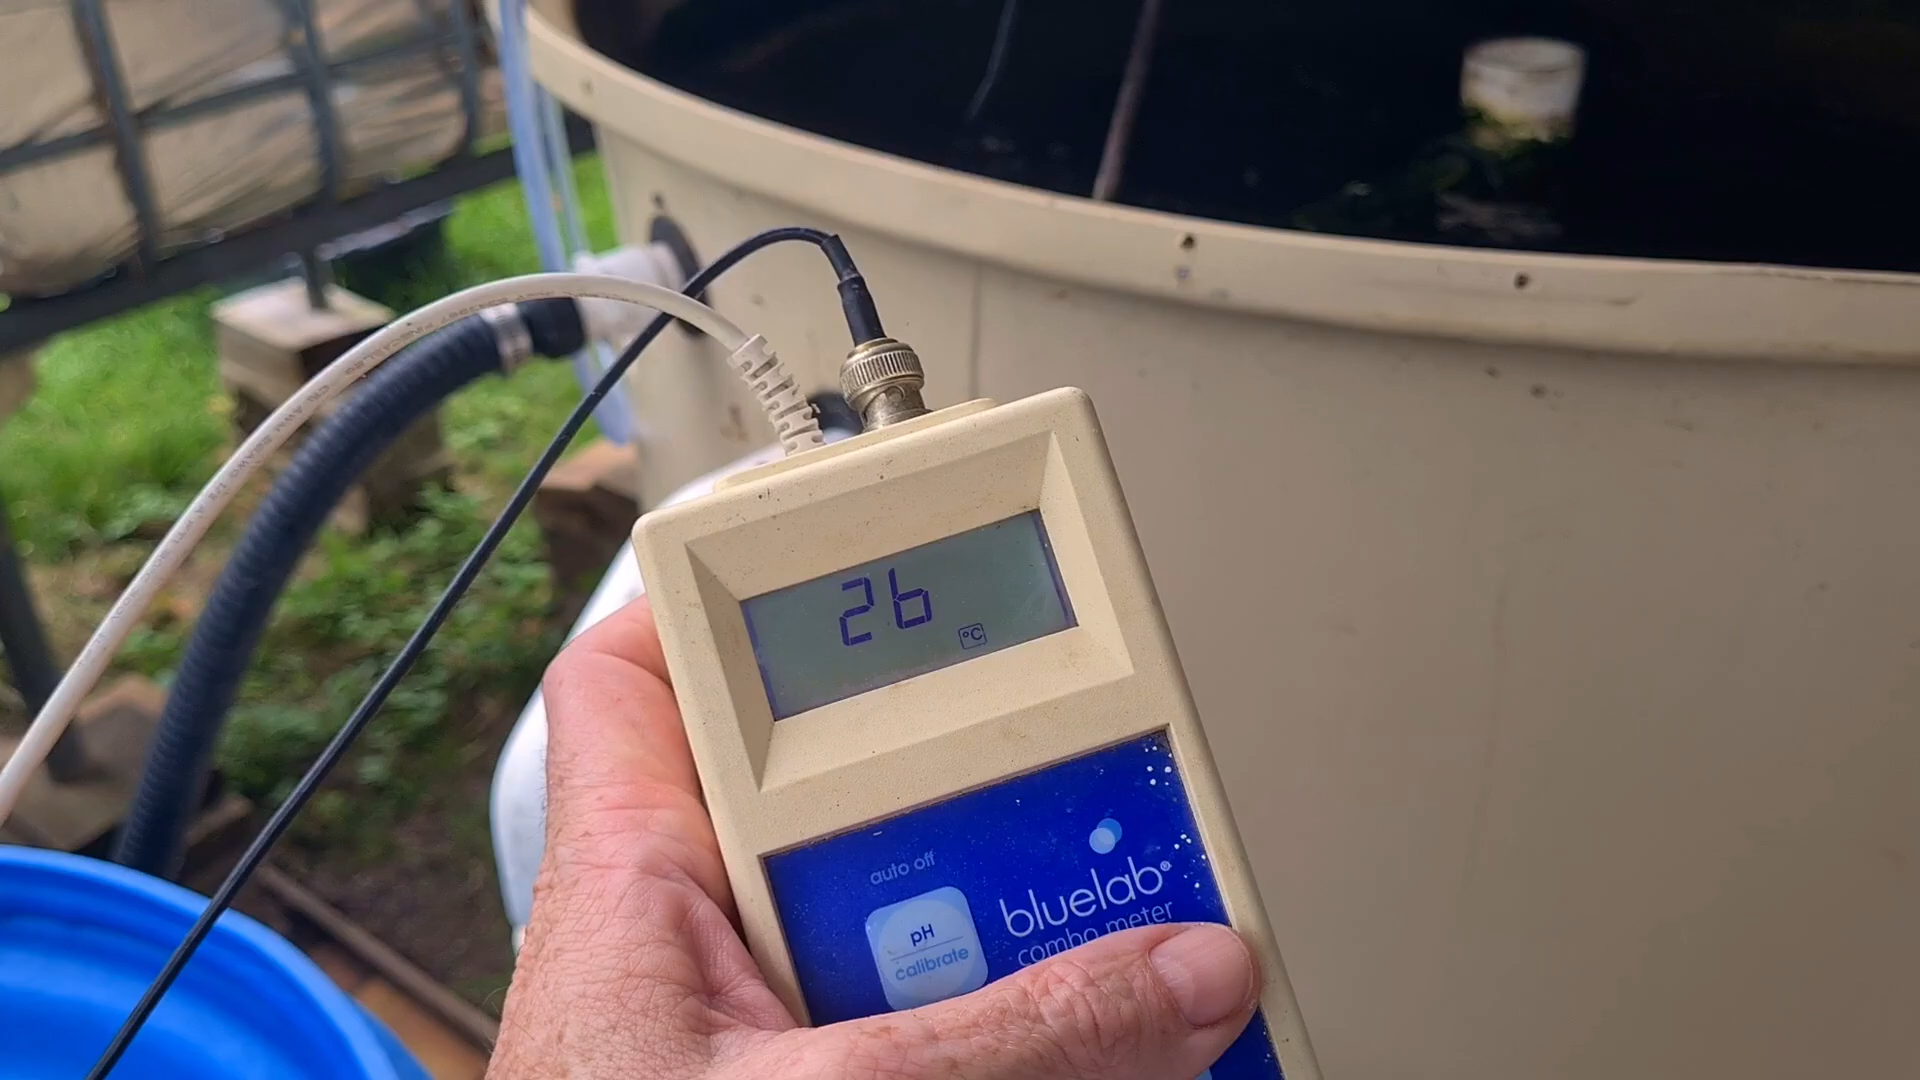 26
°C
auto off
pH
calibrate
bluelab®
combo meter